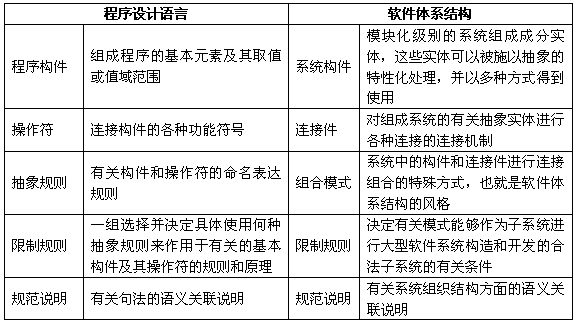 程序设计语言 软件体系结构
程序构件
组成程序的基本元素及其取值
或值域范围
系统构件
模块化级别的系统组成成分实
体，这些实体可以被施以抽象的
特性化处理，并以多种方式得到
使用
操作符
连接构件的各种功能符号
连接件
对组成系统的有关抽象实体进行
各种连接的连接机制
抽象规则
有关构件和操作符的命名表达
规则
组合模式
系统中的构件和连接件进行连接
组合的特殊方式，也就是软件体
系结构的风格
限制规则
一组选择并决定具体使用何种
抽象规则来作用于有关的基本
构件及其操作符的规则和原理
限制规则
决定有关模式能够作为子系统进
行大型软件系统构造和开发的合
法子系统的有关条件
规范说明
有关句法的语义关联说明
规范说明
有关系统组织结构方面的语义关
联说明